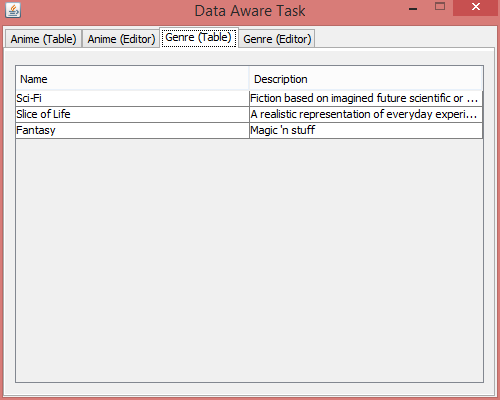 Data Aware Task
Anime (Table) Anime (Editor) Genre (Table) Genre (Editor)
Name Description
Sci-Fi Fiction based on imagined future scientific or ...
Slice of Life A realistic representation of everyday experi...
Fantasy Magic 'n stuff